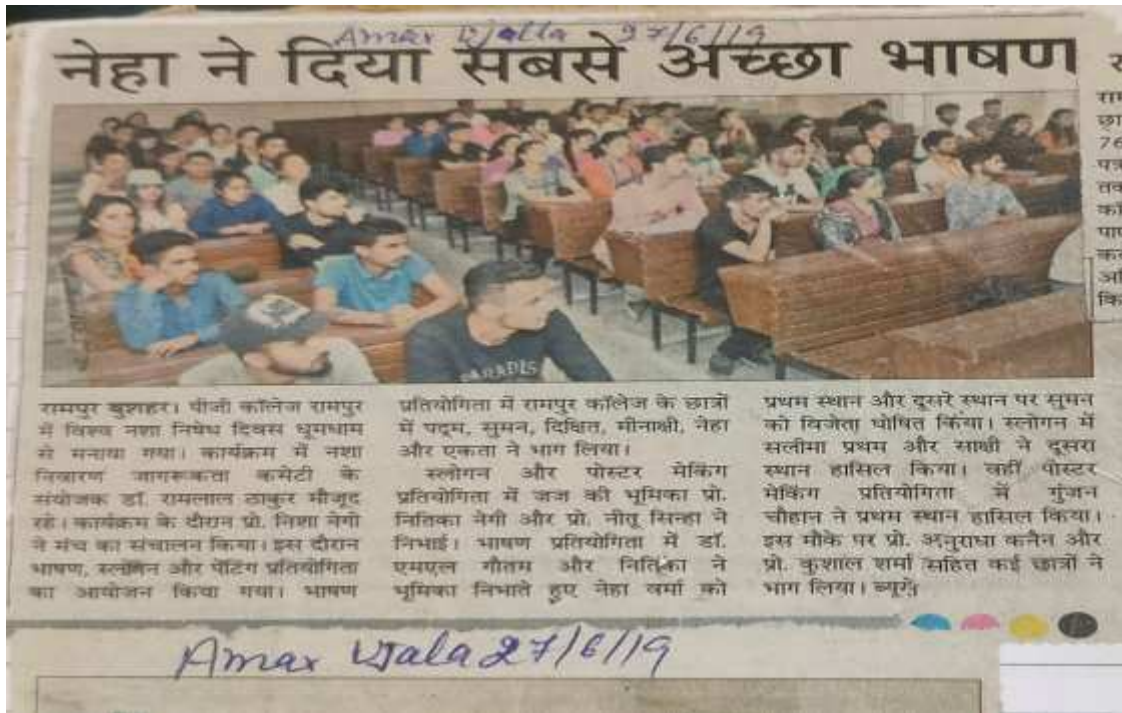 Amar Ujalla 27/6/19
नेहा ने दिया सबसे अच्छा भाषण
PARADIS
रामपुर बुशहर। पीजी कॉलेज रामपुर
में विश्व नशा निषेध दिवस धूमधाम
से मनाया गया। कार्यक्रम में नशा
निवारण जागरूकता कमेटी के
संयोजक डॉ. रामलाल ठाकुर मौजूद
रहे। कार्यक्रम के दौरान प्रो. निशा नेगी
ने मंच का संचालन किया। इस दौरान
भाषण, स्लोगन और पेंटिंग प्रतियोगिता
का आयोजन किया गया। भाषण
प्रतियोगिता में रामपुर कॉलेज के छात्रों
में पद्म, सुमन, दिक्षित, मीनाक्षी, नेहा
और एकता ने भाग लिया।
स्लोगन और पोस्टर मेकिंग
प्रतियोगिता में जज की भूमिका प्रो.
नितिका नेगी और प्रो. नीतू सिन्हा ने
निभाई। भाषण प्रतियोगिता में डॉ.
एमएल गौतम और नितिका ने
भूमिका निभाते हुए नेहा वर्मा को
प्रथम स्थान और दूसरे स्थान पर सुमन
को विजेता घोषित किया। स्लोगन में
सलीमा प्रथम और साक्षी ने दूसरा
स्थान हासिल किया। वहीं पोस्टर
मेकिंग प्रतियोगिता में गुंजन
चौहान ने प्रथम स्थान हासिल किया।
इस मौके पर प्रो. अनुराधा कनैन और
प्रो. कुशाल शर्मा सहित कई छात्रों ने
भाग लिया। ब्यूरो
76
Amar Ujala 27/6/19